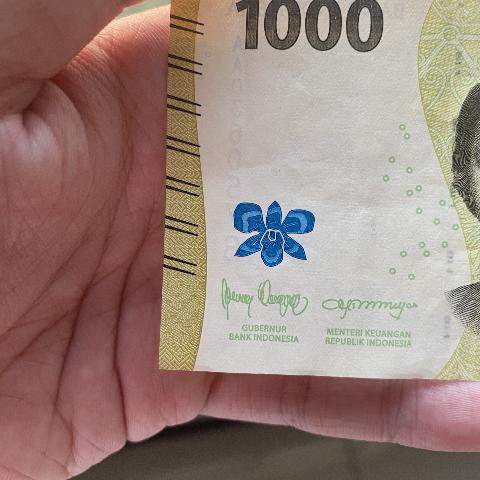 1000
GUBERNUR
BANK INDONESIA
MENTERI KEUANGAN
REPUBLIK INDONESIA